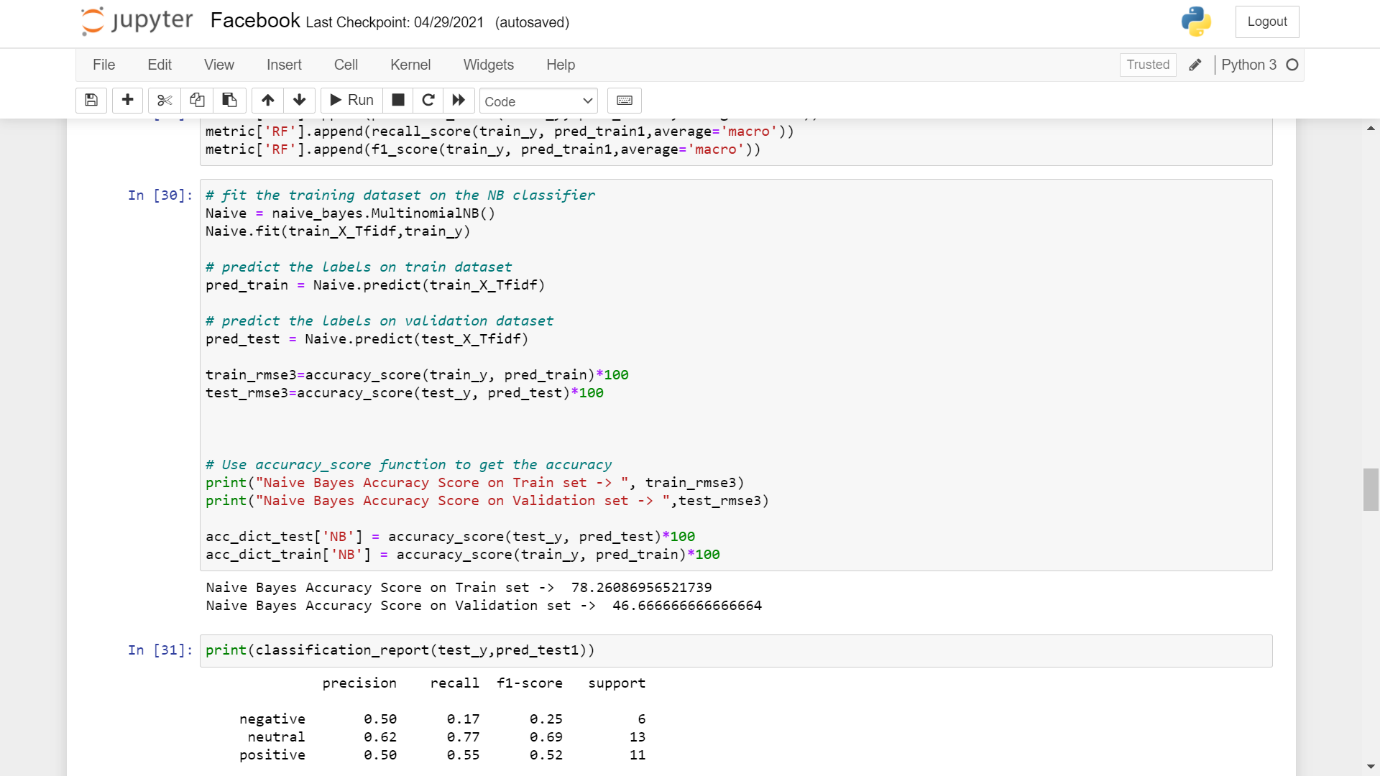 jupyter Facebook Last Checkpoint: 04/29/2021 (autosaved) Logout
File Edit View Insert Cell Kernel Widgets Help Trusted Python 3
Run Code
metric['RF'].append(recall_score(train_y, pred_train1,average='macro'))
metric['RF'].append(f1_score(train_y, pred_train1,average='macro'))
In [30]: # fit the training dataset on the NB classifier
Naive = naive_bayes.MultinomialNB()
Naive.fit(train_X_Tfidf,train_y)
# predict the labels on train dataset
pred_train = Naive.predict(train_X_Tfidf)
# predict the labels on validation dataset
pred_test = Naive.predict(test_X_Tfidf)
train_rmse3=accuracy_score(train_y, pred_train)*100
test_rmse3=accuracy_score(test_y, pred_test)*100
# Use accuracy_score function to get the accuracy
print("Naive Bayes Accuracy Score on Train set -> ", train_rmse3)
print("Naive Bayes Accuracy Score on Validation set -> ",test_rmse3)
acc_dict_test['NB'] = accuracy_score(test_y, pred_test)*100
acc_dict_train['NB'] = accuracy_score(train_y, pred_train)*100
Naive Bayes Accuracy Score on Train set ->  78.26086956521739
Naive Bayes Accuracy Score on Validation set ->  46.666666666666664
In [31]: print(classification_report(test_y,pred_test1))
precision recall f1-score support
negative 0.50 0.17 0.25 6
neutral 0.62 0.77 0.69 13
positive 0.50 0.55 0.52 11